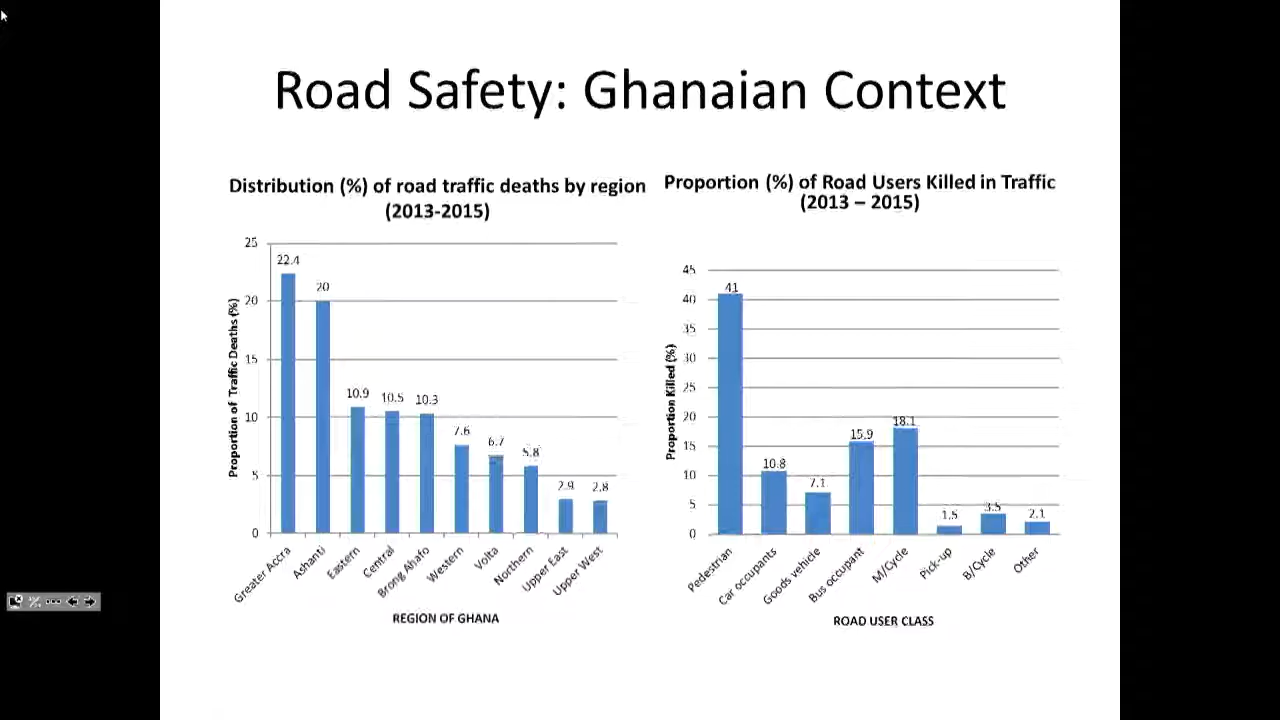 Road Safety: Ghanaian Context
Distribution (%) of road traffic deaths by region
(2013-2015)
25
20
15
10
5
0
Proportion of Traffic Deaths (%)
22.4
20
10.9
10.5
10.3
7.6
6.7
5.8
2.9
2.8
Greater Accra
Ashanti
Eastern
Central
Brong Ahafo
Western
Volta
Northern
Upper East
Upper West
REGION OF GHANA
Proportion (%) of Road Users Killed in Traffic
(2013 – 2015)
45
40
35
30
25
20
15
10
5
0
Proportion Killed (%)
41
10.8
7.1
15.9
18.1
1.5
3.5
2.1
Pedestrian
Car occupants
Goods vehicle
Bus occupant
M/Cycle
Pick-up
B/Cycle
Other
ROAD USER CLASS